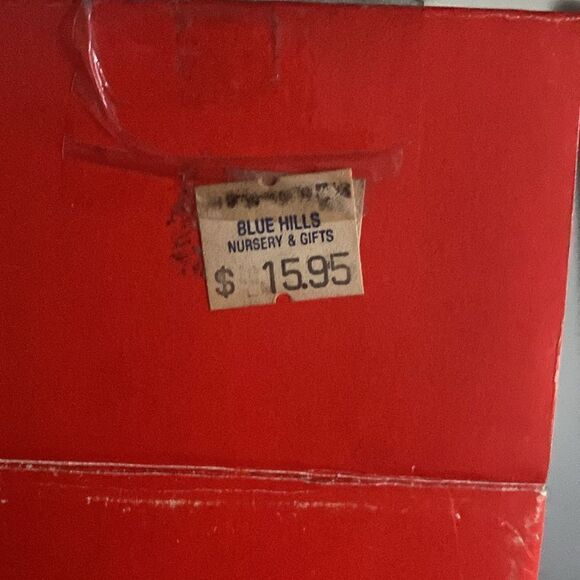 BLUE HILLS
NURSERY & GIFTS
$ 15.95